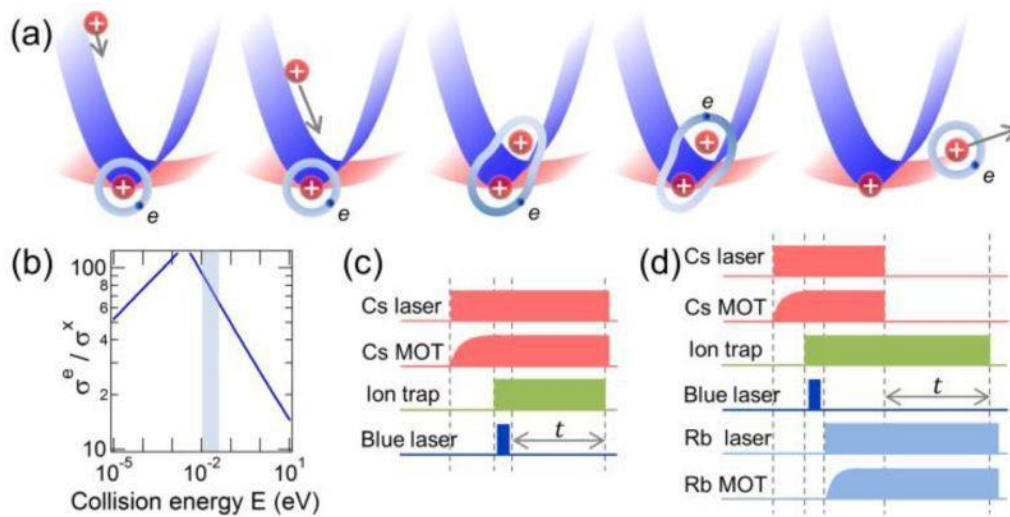 (a)
+
+
+
+
+
+
+
+
+
+
e
e
e
e
e
(b)
100
8
6
4
2
10
10⁻⁵
10⁻²
10¹
σᵉ / σˣ
Collision energy E (eV)
(c)
Cs laser
Cs MOT
Ion trap
Blue laser
t
(d)
Cs laser
Cs MOT
Ion trap
Blue laser
t
Rb laser
Rb MOT